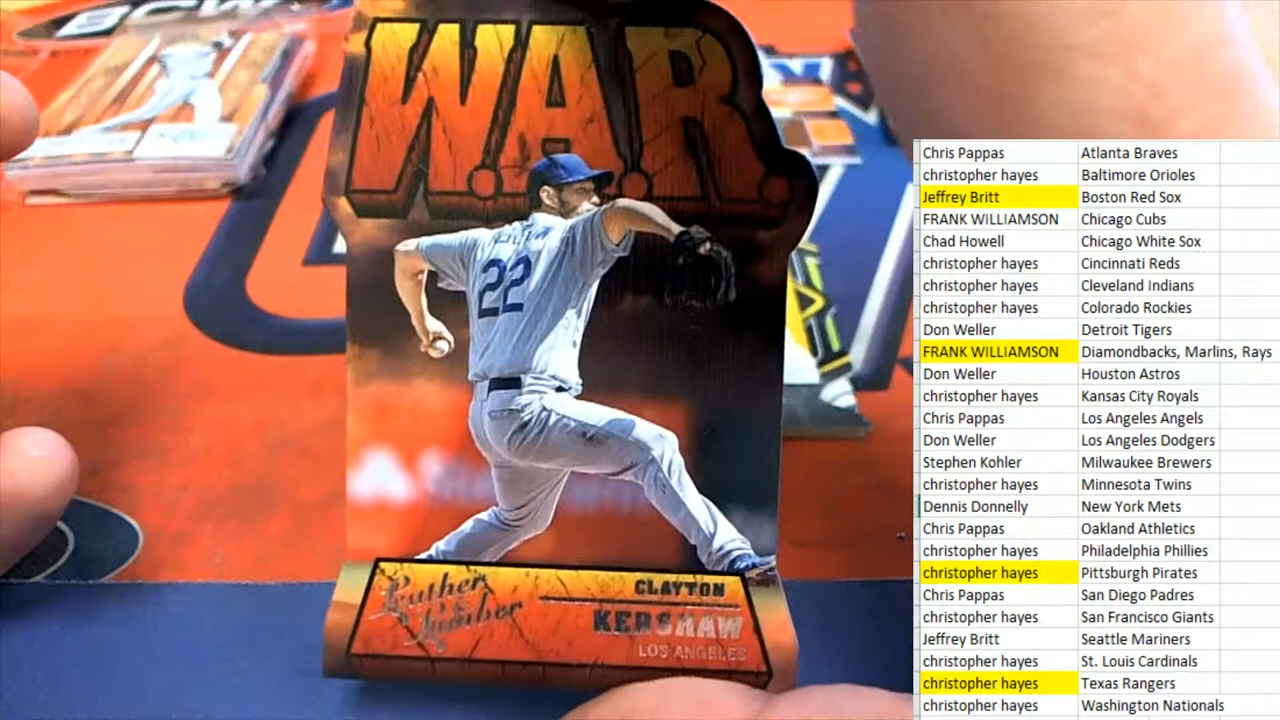 BCW
W.A.R.
22
Leather & Lumber
CLAYTON
KERSHAW
LOS ANGELES
Chris Pappas Atlanta Braves
christopher hayes Baltimore Orioles
Jeffrey Britt Boston Red Sox
FRANK WILLIAMSON Chicago Cubs
Chad Howell Chicago White Sox
christopher hayes Cincinnati Reds
christopher hayes Cleveland Indians
christopher hayes Colorado Rockies
Don Weller Detroit Tigers
FRANK WILLIAMSON Diamondbacks, Marlins, Rays
Don Weller Houston Astros
christopher hayes Kansas City Royals
Chris Pappas Los Angeles Angels
Don Weller Los Angeles Dodgers
Stephen Kohler Milwaukee Brewers
christopher hayes Minnesota Twins
Dennis Donnelly New York Mets
Chris Pappas Oakland Athletics
christopher hayes Philadelphia Phillies
christopher hayes Pittsburgh Pirates
Chris Pappas San Diego Padres
christopher hayes San Francisco Giants
Jeffrey Britt Seattle Mariners
christopher hayes St. Louis Cardinals
christopher hayes Texas Rangers
christopher hayes Washington Nationals